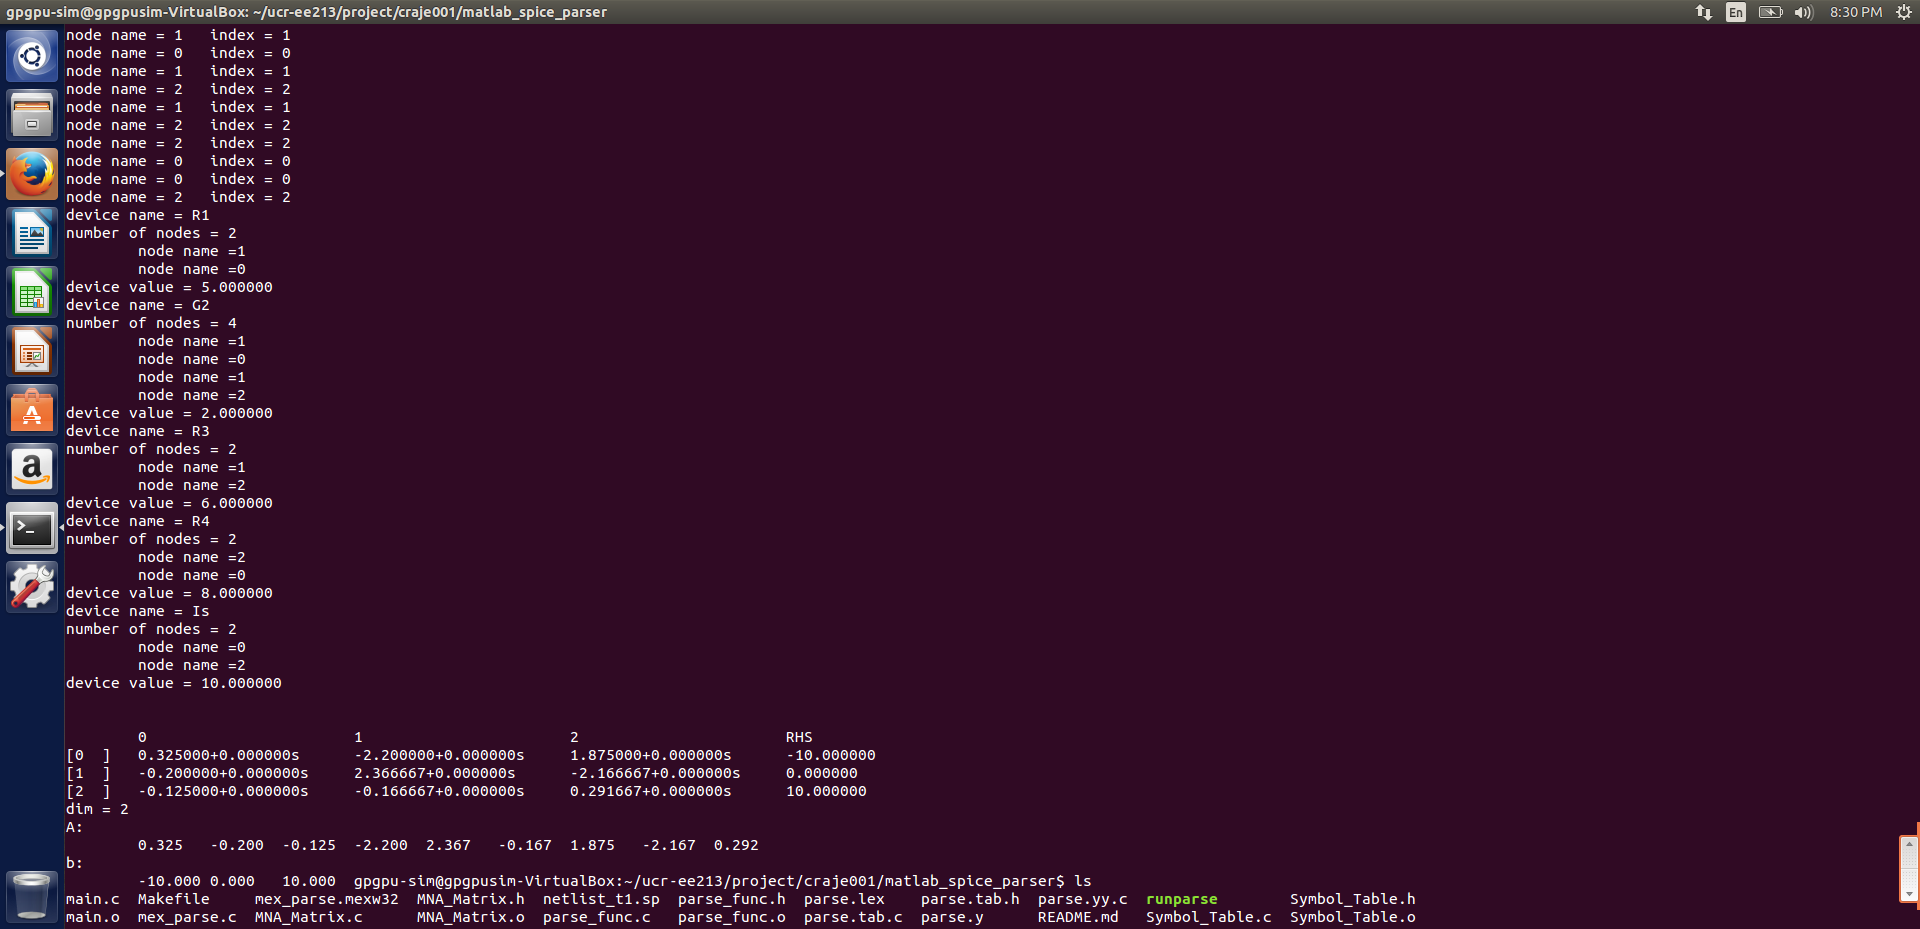 gpgpu-sim@gpgpusim-VirtualBox: ~/ucr-ee213/project/craje001/matlab_spice_parser En 8:30 PM
node name = 1   index = 1
node name = 0   index = 0
node name = 1   index = 1
node name = 2   index = 2
node name = 1   index = 1
node name = 2   index = 2
node name = 2   index = 2
node name = 0   index = 0
node name = 0   index = 0
node name = 2   index = 2
device name = R1
number of nodes = 2
        node name =1
        node name =0
device value = 5.000000
device name = G2
number of nodes = 4
        node name =1
        node name =0
        node name =1
        node name =2
device value = 2.000000
device name = R3
number of nodes = 2
        node name =1
        node name =2
device value = 6.000000
device name = R4
number of nodes = 2
        node name =2
        node name =0
device value = 8.000000
device name = Is
number of nodes = 2
        node name =0
        node name =2
device value = 10.000000
        0                       1                       2                       RHS
[0  ]   0.325000+0.000000s      -2.200000+0.000000s     1.875000+0.000000s      -10.000000
[1  ]   -0.200000+0.000000s     2.366667+0.000000s      -2.166667+0.000000s     0.000000
[2  ]   -0.125000+0.000000s     -0.166667+0.000000s     0.291667+0.000000s      10.000000
dim = 2
A:
        0.325   -0.200  -0.125  -2.200  2.367   -0.167  1.875   -2.167  0.292
b:
        -10.000 0.000   10.000  gpgpu-sim@gpgpusim-VirtualBox:~/ucr-ee213/project/craje001/matlab_spice_parser$ ls
main.c  Makefile     mex_parse.mexw32  MNA_Matrix.h  netlist_t1.sp  parse_func.h  parse.lex    parse.tab.h  parse.yy.c  runparse        Symbol_Table.h
main.o  mex_parse.c  MNA_Matrix.c      MNA_Matrix.o  parse_func.c   parse_func.o  parse.tab.c  parse.y      README.md   Symbol_Table.c  Symbol_Table.o